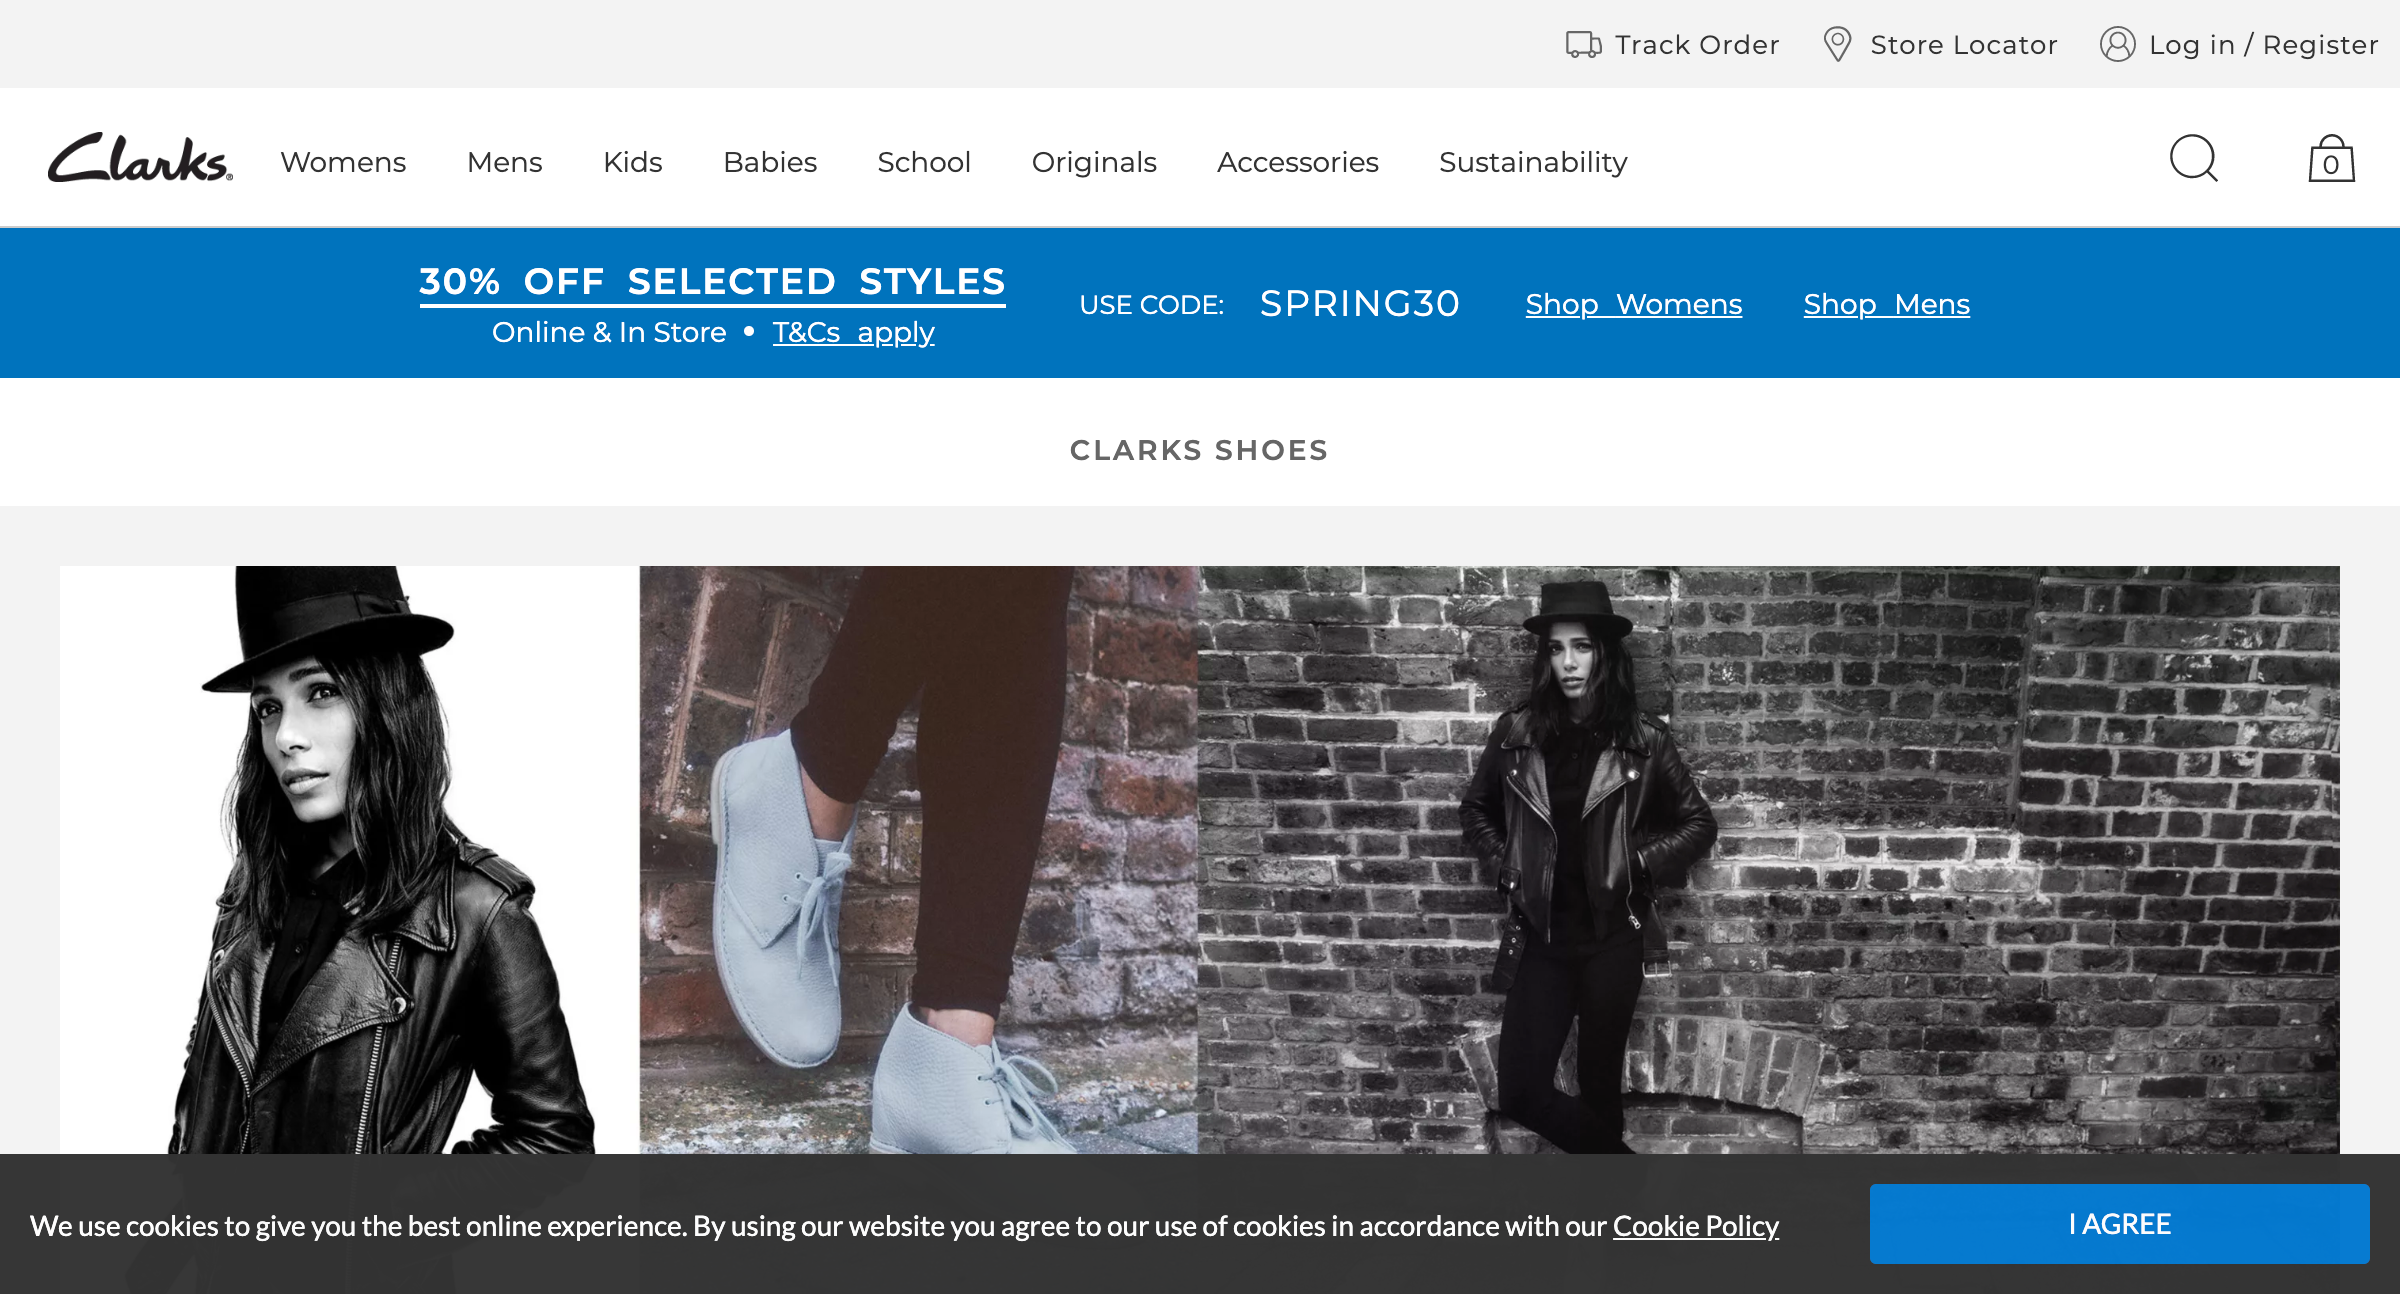 Track Order Store Locator Log in / Register
Clarks® Womens Mens Kids Babies School Originals Accessories Sustainability 0
30% OFF SELECTED STYLES
Online & In Store • T&Cs apply
USE CODE: SPRING30 Shop Womens Shop Mens
CLARKS SHOES
We use cookies to give you the best online experience. By using our website you agree to our use of cookies in accordance with our Cookie Policy
I AGREE